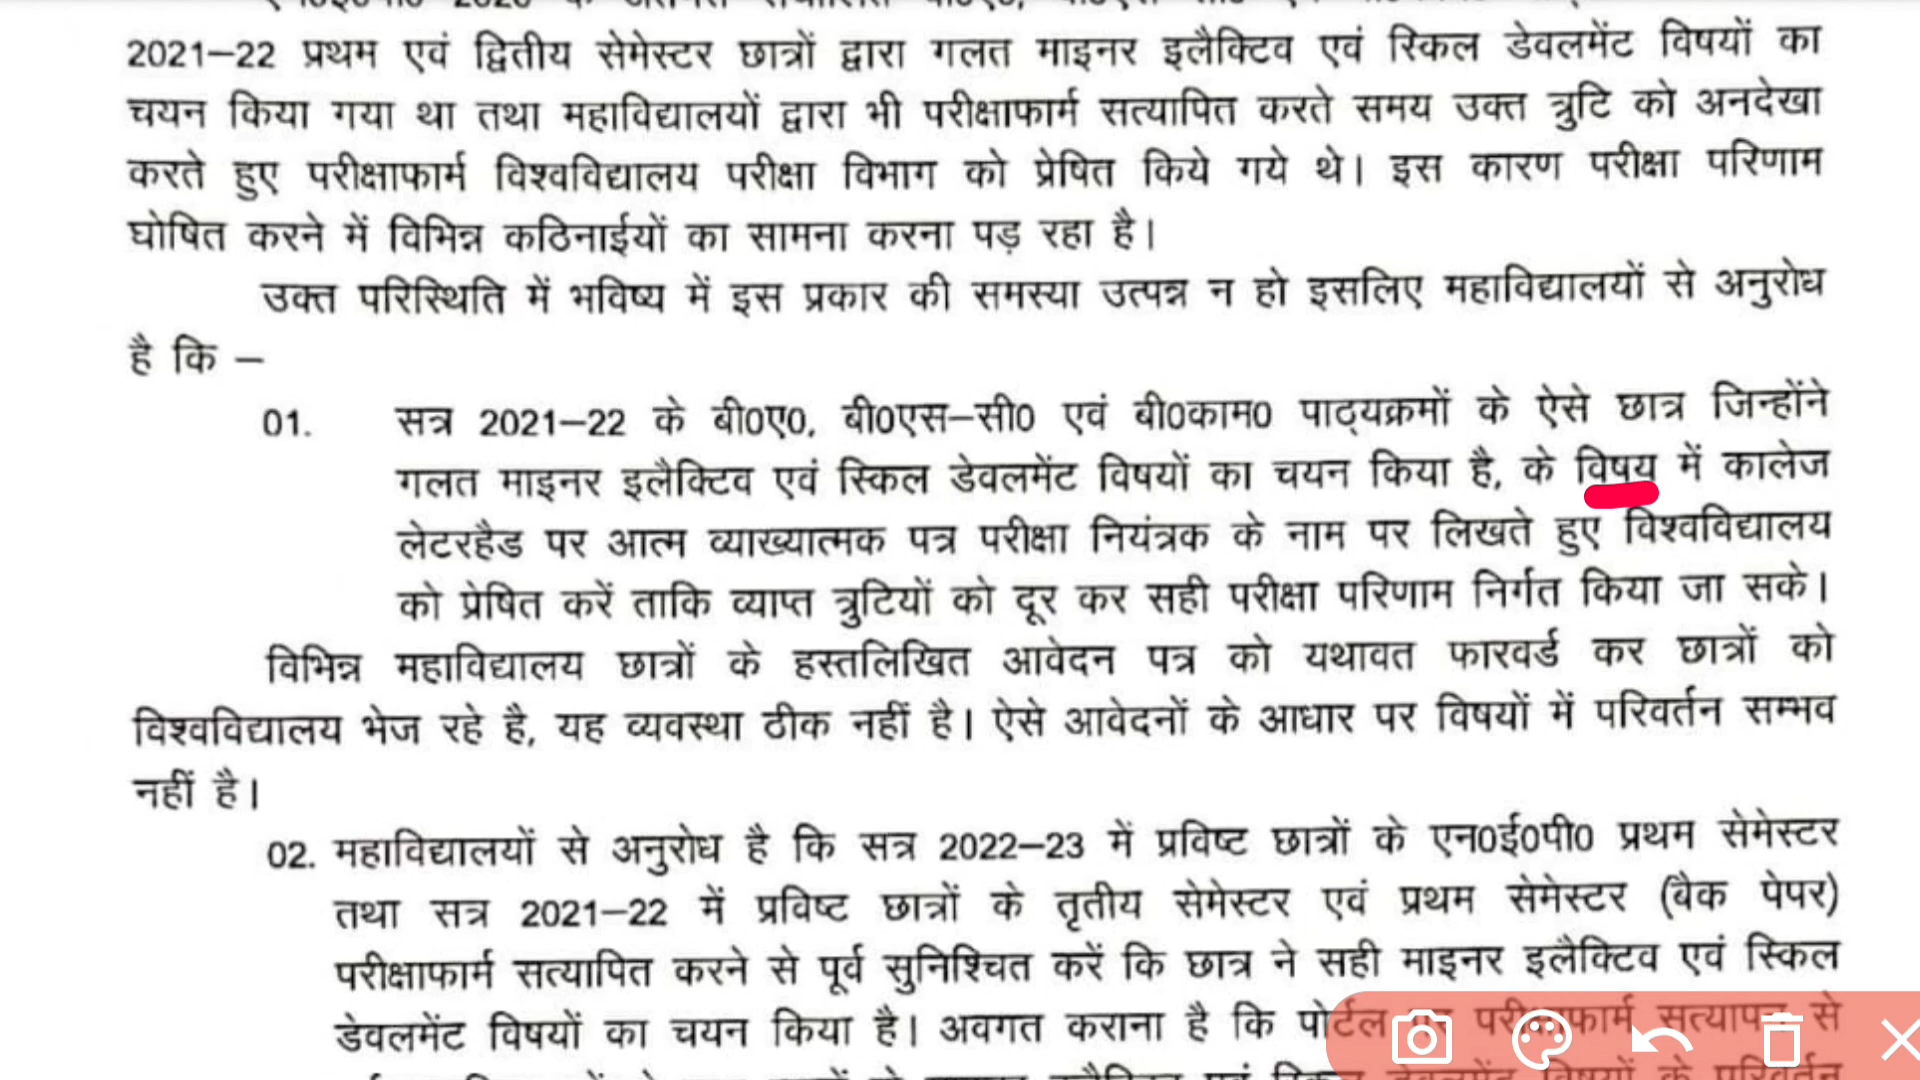 2021–22 प्रथम एवं द्वितीय सेमेस्टर छात्रों द्वारा गलत माइनर इलैक्टिव एवं स्किल डेवलमेंट विषयों का
चयन किया गया था तथा महाविद्यालयों द्वारा भी परीक्षाफार्म सत्यापित करते समय उक्त त्रुटि को अनदेखा
करते हुए परीक्षाफार्म विश्वविद्यालय परीक्षा विभाग को प्रेषित किये गये थे। इस कारण परीक्षा परिणाम
घोषित करने में विभिन्न कठिनाईयों का सामना करना पड़ रहा है।
उक्त परिस्थिति में भविष्य में इस प्रकार की समस्या उत्पन्न न हो इसलिए महाविद्यालयों से अनुरोध
है कि –
01. सत्र 2021–22 के बी0ए0, बी0एस–सी0 एवं बी0काम0 पाठ्यक्रमों के ऐसे छात्र जिन्होंने
गलत माइनर इलैक्टिव एवं स्किल डेवलमेंट विषयों का चयन किया है, के विषय में कालेज
लेटरहैड पर आत्म व्याख्यात्मक पत्र परीक्षा नियंत्रक के नाम पर लिखते हुए विश्वविद्यालय
को प्रेषित करें ताकि व्याप्त त्रुटियों को दूर कर सही परीक्षा परिणाम निर्गत किया जा सके।
विभिन्न महाविद्यालय छात्रों के हस्तलिखित आवेदन पत्र को यथावत फारवर्ड कर छात्रों को
विश्वविद्यालय भेज रहे है, यह व्यवस्था ठीक नहीं है। ऐसे आवेदनों के आधार पर विषयों में परिवर्तन सम्भव
नहीं है।
02. महाविद्यालयों से अनुरोध है कि सत्र 2022–23 में प्रविष्ट छात्रों के एन0ई0पी0 प्रथम सेमेस्टर
तथा सत्र 2021–22 में प्रविष्ट छात्रों के तृतीय सेमेस्टर एवं प्रथम सेमेस्टर (बैक पेपर)
परीक्षाफार्म सत्यापित करने से पूर्व सुनिश्चित करें कि छात्र ने सही माइनर इलैक्टिव एवं स्किल
डेवलमेंट विषयों का चयन किया है। अवगत कराना है कि पोर्टल पर परीक्षाफार्म सत्यापन से